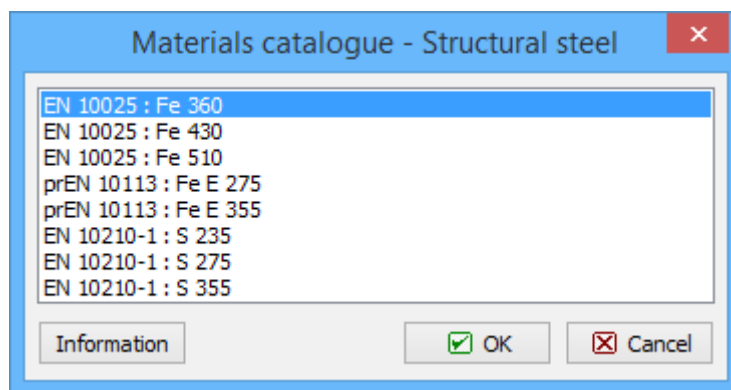 Materials catalogue - Structural steel
EN 10025 : Fe 360
EN 10025 : Fe 430
EN 10025 : Fe 510
prEN 10113 : Fe E 275
prEN 10113 : Fe E 355
EN 10210-1 : S 235
EN 10210-1 : S 275
EN 10210-1 : S 355
Information OK Cancel